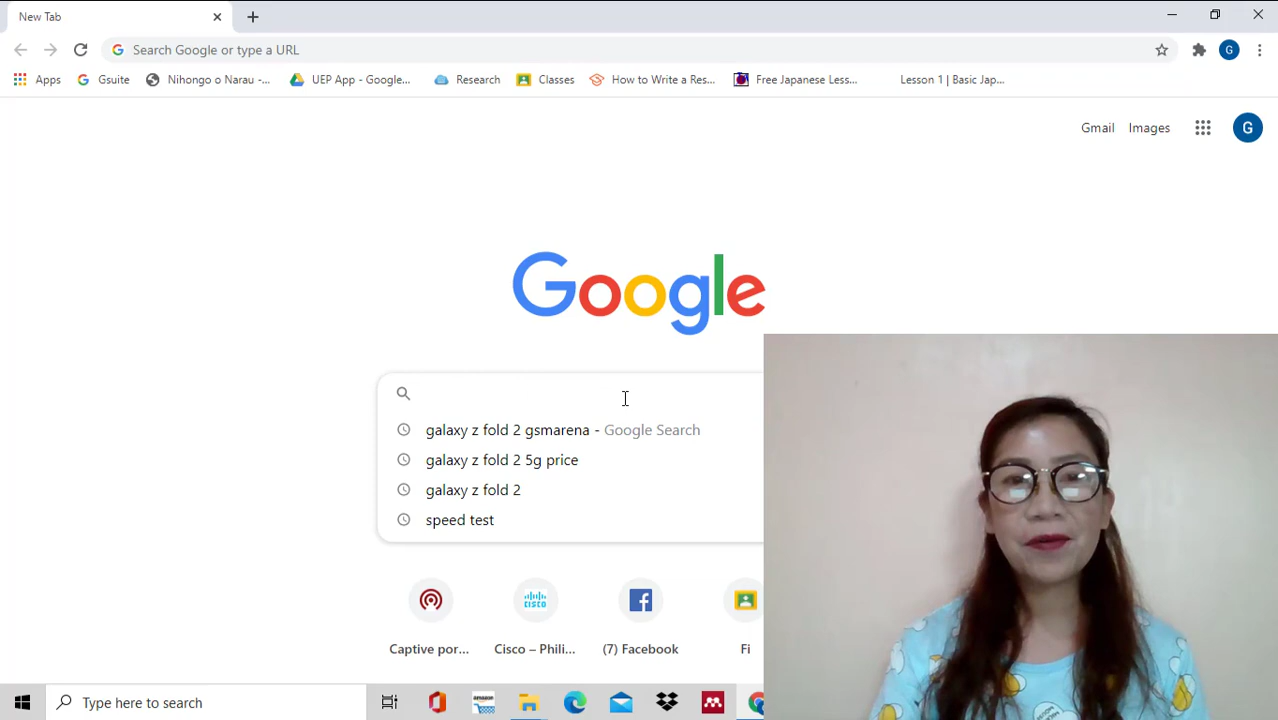 New Tab
Search Google or type a URL
Apps Gsuite Nihongo o Narau -... UEP App - Google... Research Classes How to Write a Res... Free Japanese Less... Lesson 1 | Basic Jap...
Gmail Images G
Google
galaxy z fold 2 gsmarena - Google Search
galaxy z fold 2 5g price
galaxy z fold 2
speed test
Captive por... Cisco – Phili... (7) Facebook Fi
Type here to search